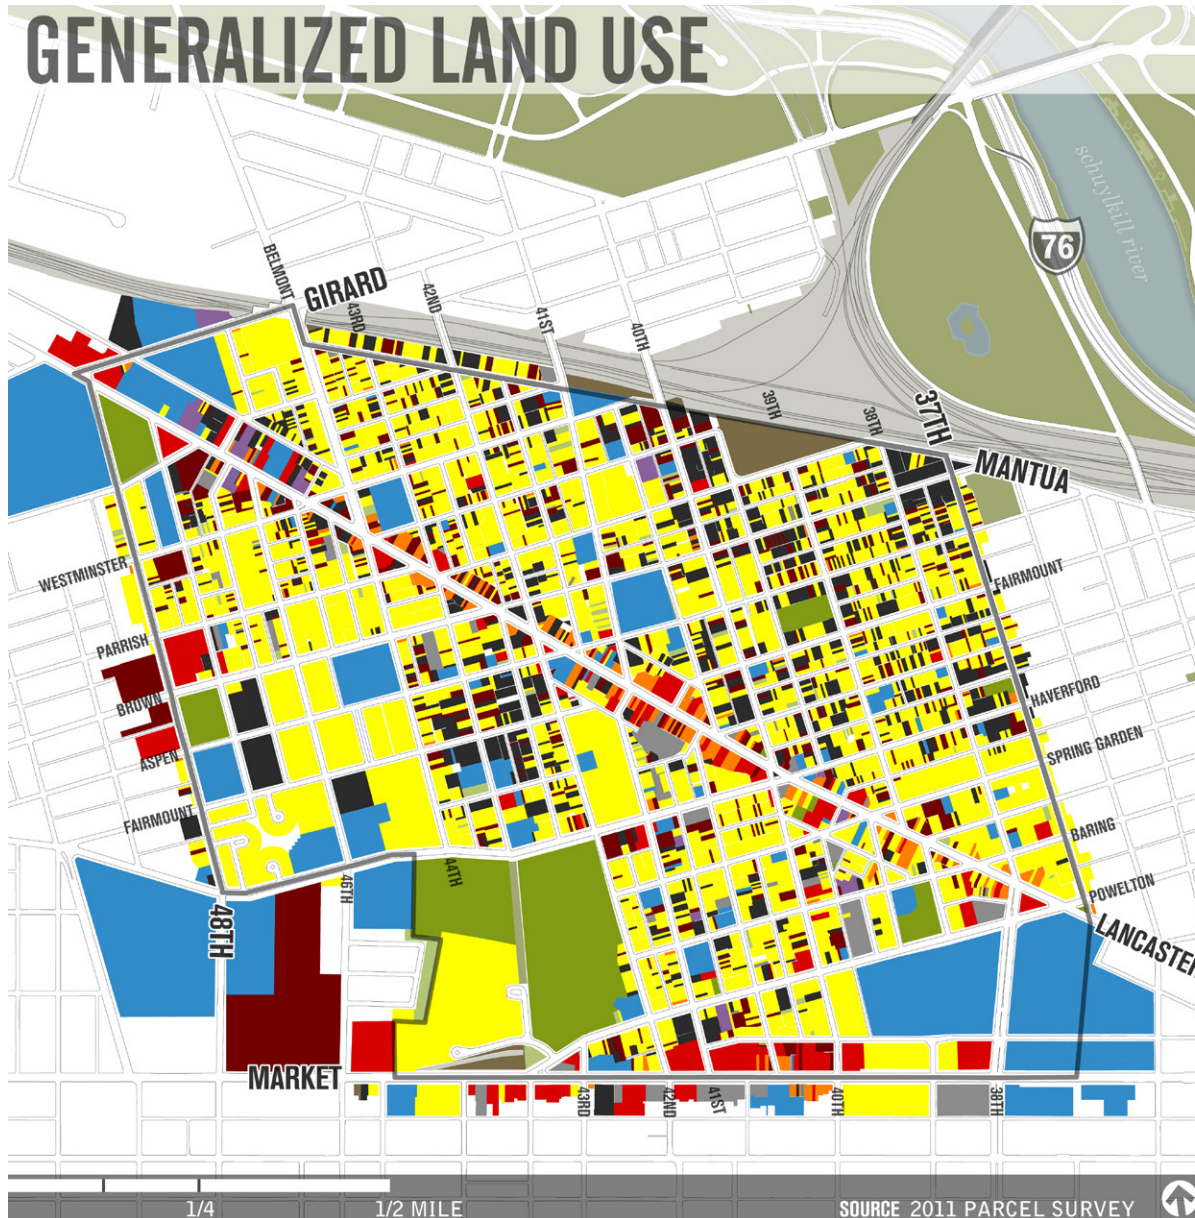 GENERALIZED LAND USE
schuylkill river
76
BELMONT
GIRARD
43RD
42ND
41ST
40TH
39TH
38TH
37TH
MANTUA
WESTMINSTER
FAIRMOUNT
PARRISH
BROWN
HAVERFORD
ASPEN
SPRING GARDEN
FAIRMOUNT
BARING
44TH
46TH
POWELTON
48TH
LANCASTER
MARKET
43RD
42ND
41ST
40TH
38TH
1/4
1/2 MILE
SOURCE 2011 PARCEL SURVEY